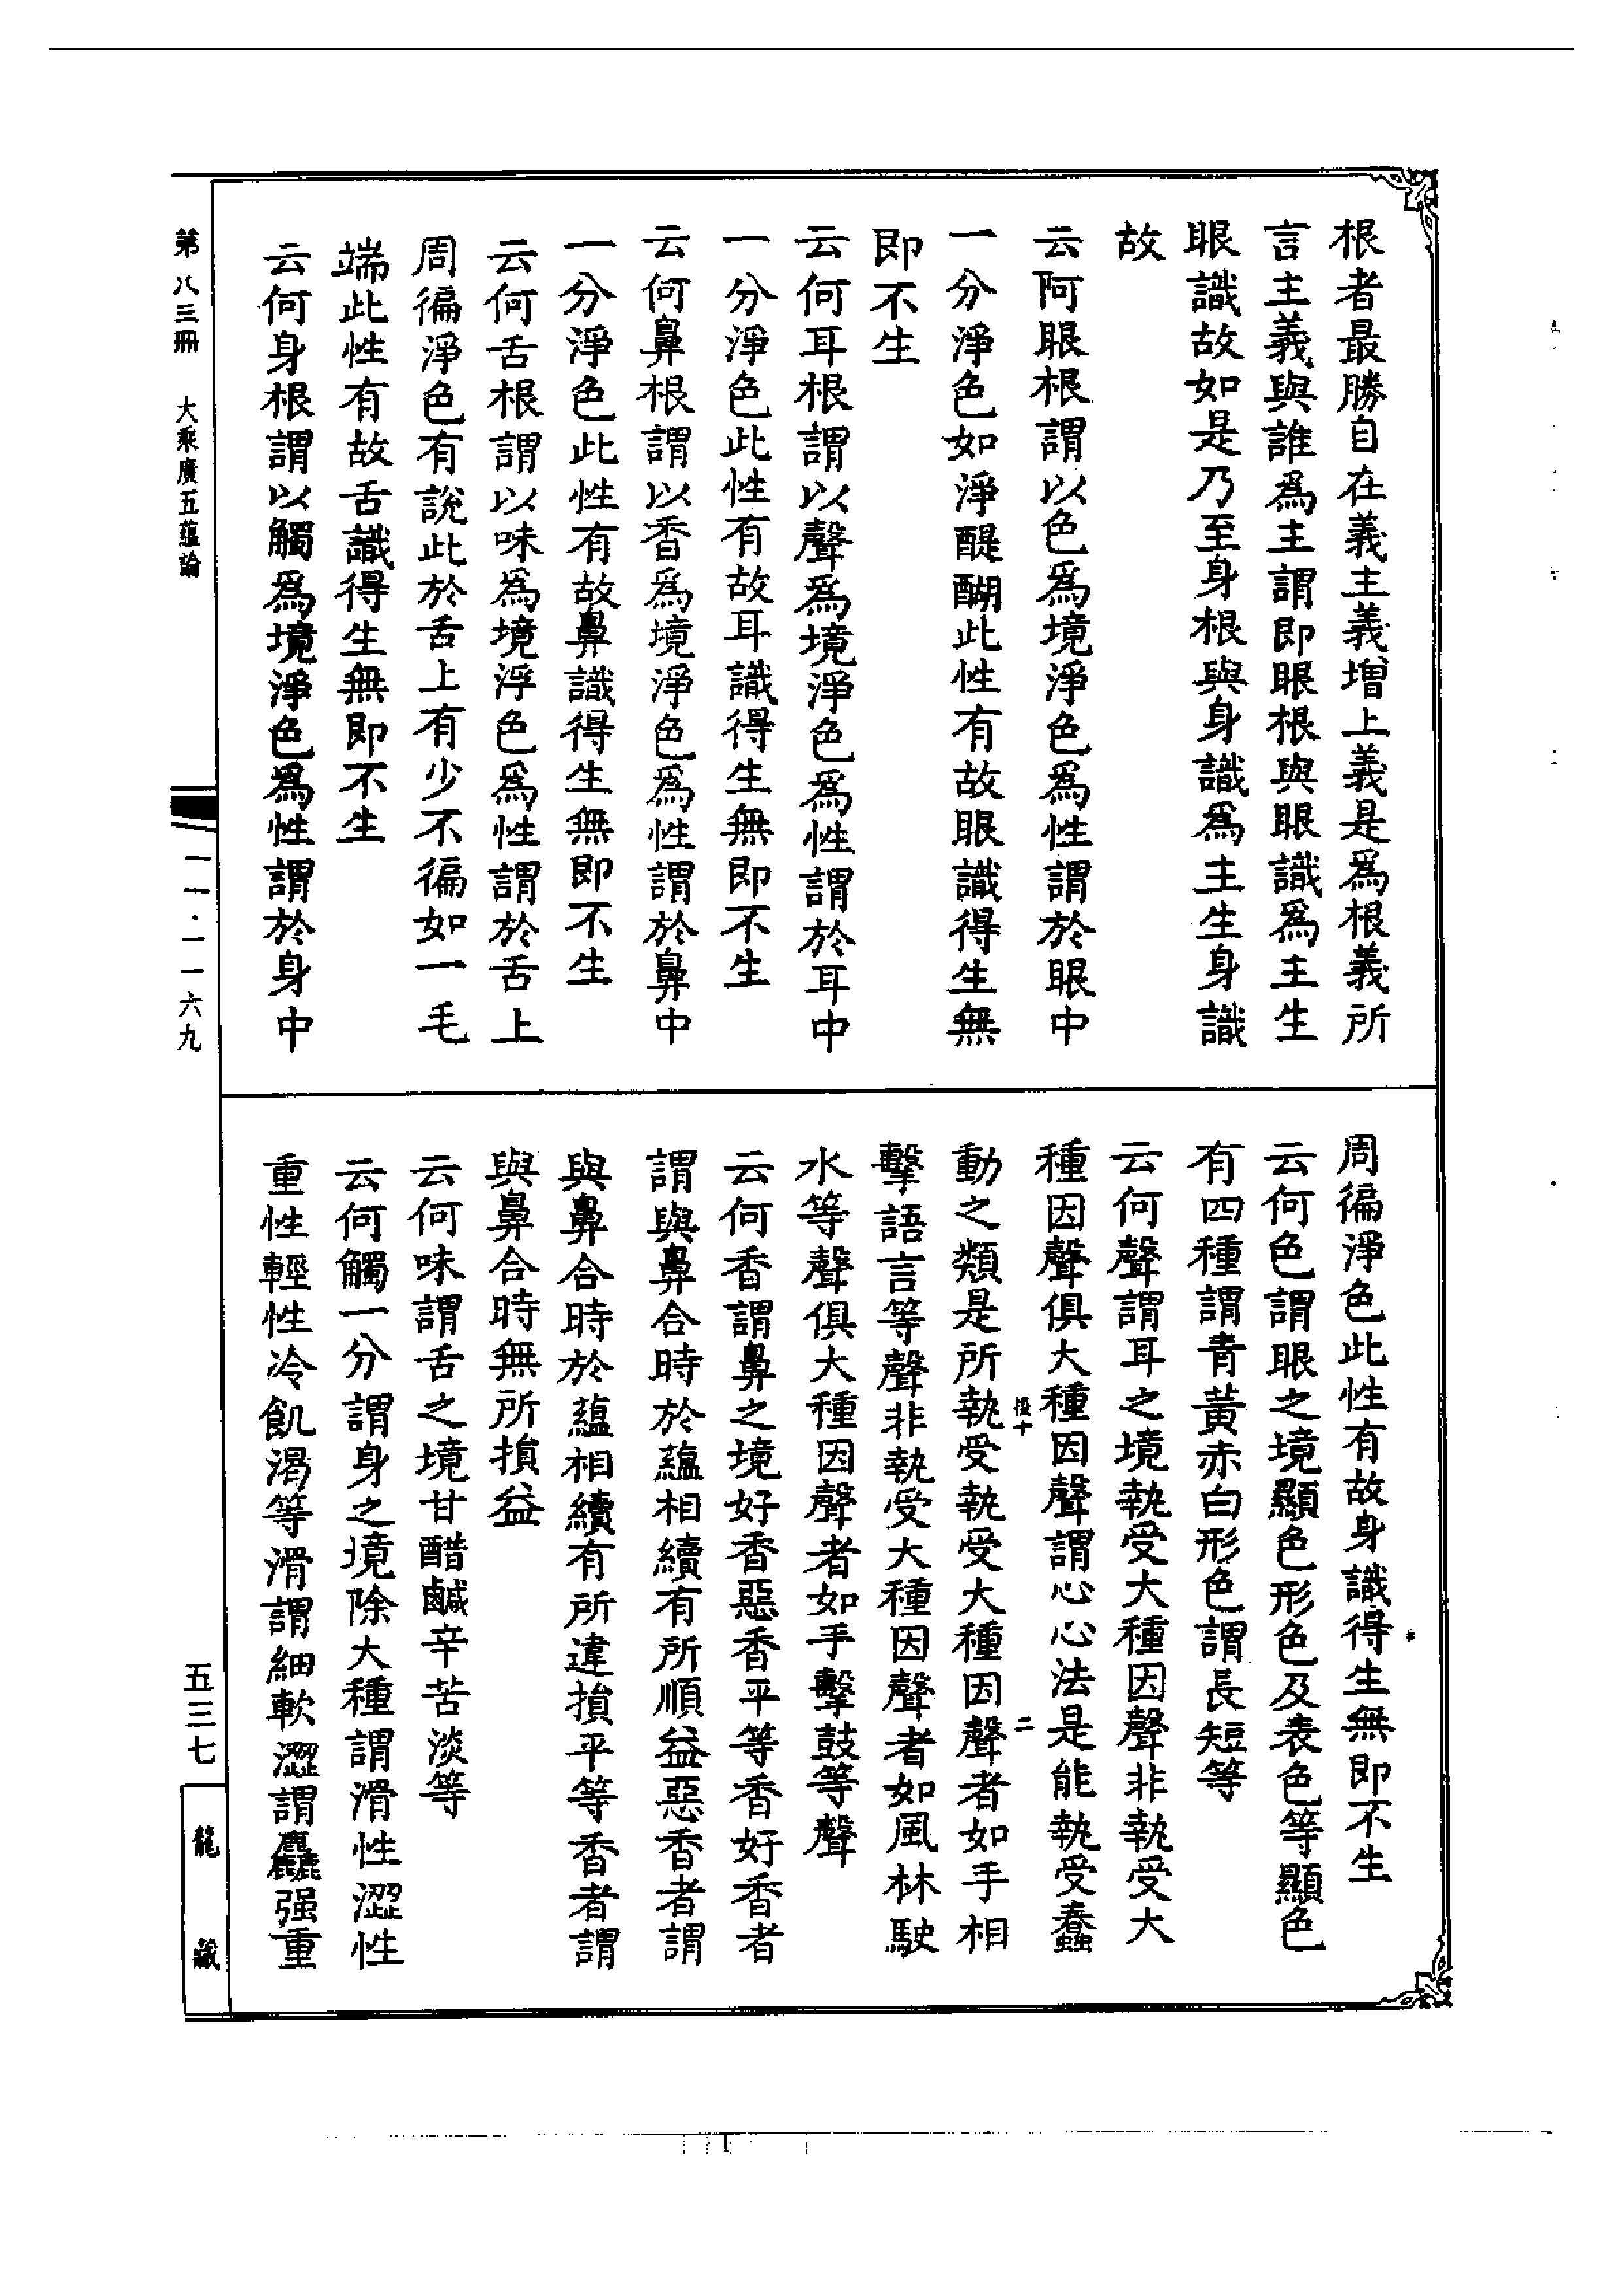 根者最勝自在義主義增上義是爲根義所
言主義與誰爲主謂即眼根與眼識爲主生
眼識故如是乃至身根與身識爲主生身識
故
云何眼根謂以色爲境淨色爲性謂於眼中
一分淨色如淨醍醐此性有故眼識得生無
即不生
云何耳根謂以聲爲境淨色爲性謂於耳中
一分淨色此性有故耳識得生無即不生
云何鼻根謂以香爲境淨色爲性謂於鼻中
一分淨色此性有故鼻識得生無即不生
云何舌根謂以味爲境浮色爲性謂於舌上
周徧淨色有說此於舌上有少不徧如一毛
端此性有故舌識得生無即不生
云何身根謂以觸爲境淨色爲性謂於身中
周徧淨色此性有故身識得生無即不生
云何色謂眼之境顯色形色及表色等顯色
有四種謂青黃赤白形色謂長短等
云何聲謂耳之境執受大種因聲非執受大
種因聲俱大種因聲謂心心法是能執受蠢
動之類是所執受執受大種因聲者如手相
擊語言等聲非執受大種因聲者如風林駛
水等聲俱大種因聲者如手擊鼓等聲
云何香謂鼻之境好香惡香平等香好香者
謂與鼻合時於蘊相續有所順益惡香者謂
與鼻合時於蘊相續有所違損平等香者謂
與鼻合時無所損益
云何味謂舌之境甘醋鹹辛苦淡等
云何觸一分謂身之境除大種謂滑性澀性
重性輕性冷飢渴等滑謂細軟澀謂麤强重
第八三冊 大乘廣五蘊論
一一·一一六九
五三七
龍藏